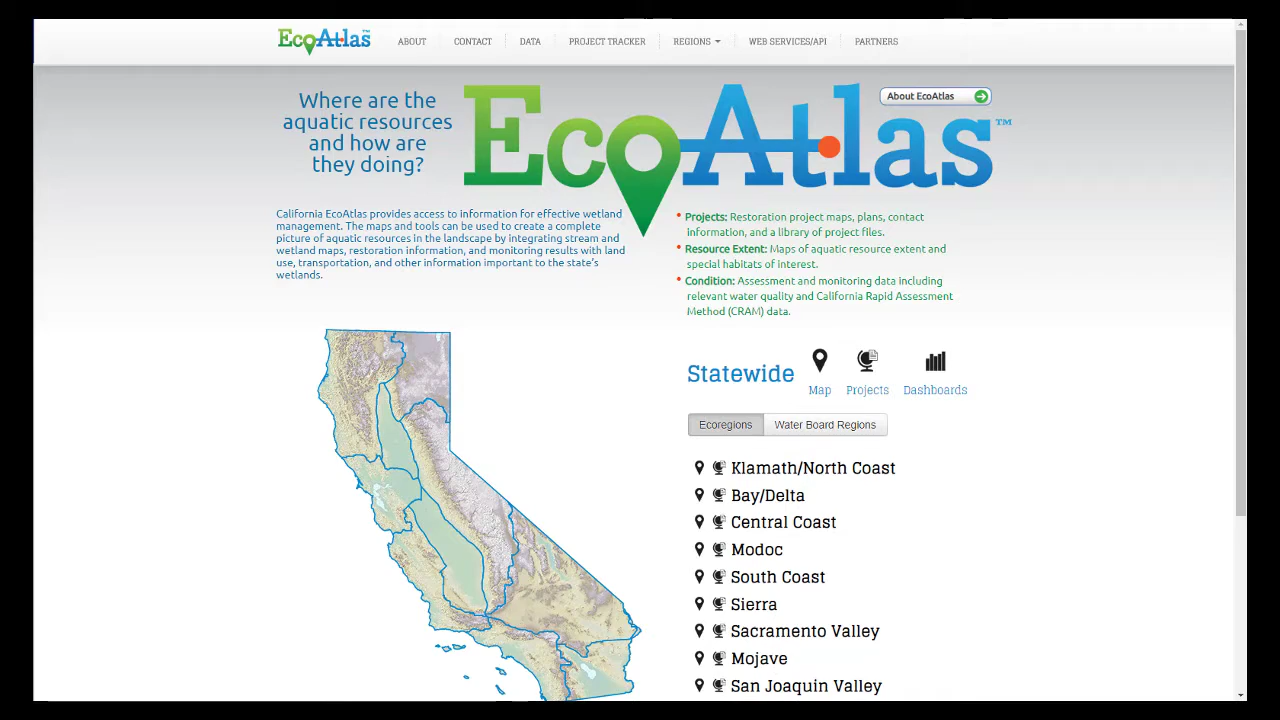 EcoAtlas™
ABOUT
CONTACT
DATA
PROJECT TRACKER
REGIONS
WEB SERVICES/API
PARTNERS
Where are the
aquatic resources
and how are
they doing?
EcoAtlas™
About EcoAtlas
California EcoAtlas provides access to information for effective wetland
management. The maps and tools can be used to create a complete
picture of aquatic resources in the landscape by integrating stream and
wetland maps, restoration information, and monitoring results with land
use, transportation, and other information important to the state's
wetlands.
• Projects: Restoration project maps, plans, contact
information, and a library of project files.
• Resource Extent: Maps of aquatic resource extent and
special habitats of interest.
• Condition: Assessment and monitoring data including
relevant water quality and California Rapid Assessment
Method (CRAM) data.
Statewide
Map
Projects
Dashboards
Ecoregions
Water Board Regions
Klamath/North Coast
Bay/Delta
Central Coast
Modoc
South Coast
Sierra
Sacramento Valley
Mojave
San Joaquin Valley